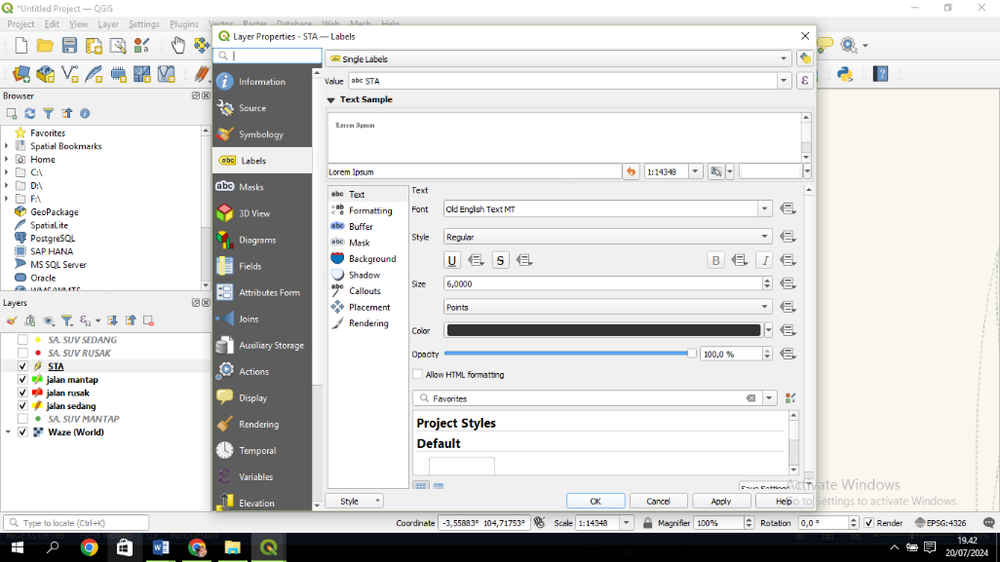 *Untitled Project — QGIS
Project Edit View Layer Settings Plugins Vector Raster Database Web Mesh Help
Layer Properties - STA — Labels
Browser
Favorites
Spatial Bookmarks
Home
C:\
D:\
F:\
GeoPackage
SpatiaLite
PostgreSQL
SAP HANA
MS SQL Server
Oracle
WMS/WMTS
Layers
SA. SUV SEDANG
SA. SUV RUSAK
STA
jalan mantap
jalan rusak
jalan sedang
SA. SUV MANTAP
Waze (World)
Information
Source
Symbology
abc Labels
abc Masks
3D View
Diagrams
Fields
Attributes Form
Joins
Auxiliary Storage
Actions
Display
Rendering
Temporal
Variables
Elevation
Single Labels
Value abc STA
Text Sample
Lorem Ipsum
Lorem Ipsum
1:14348
abc Text
Formatting
abc Buffer
abc Mask
Background
Shadow
abc Callouts
Placement
Rendering
Text
Font Old English Text MT
Style Regular
U S B I
Size 6,0000
Points
Color
Opacity 100,0 %
Allow HTML formatting
Favorites
Project Styles
Default
Save Settings
Style OK Cancel Apply Help
Activate Windows
Go to Settings to activate Windows.
Type to locate (Ctrl+K)
Coordinate -3,55883° 104,71753° Scale 1:14348 Magnifier 100% Rotation 0,0 ° Render EPSG:4326
19.42
20/07/2024